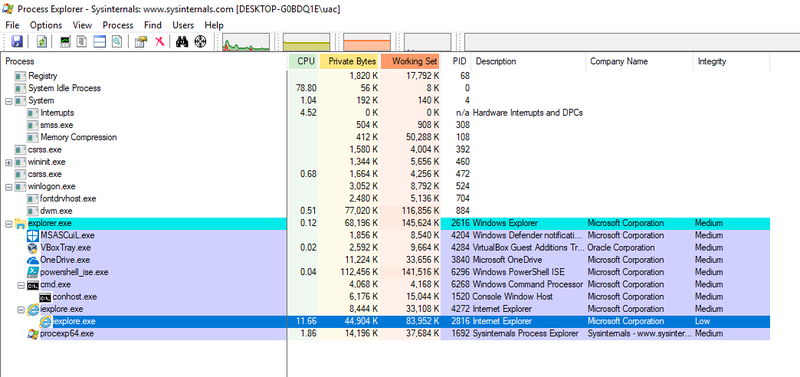 Process Explorer - Sysinternals: www.sysinternals.com [DESKTOP-G0BDQ1E\uac]
File Options View Process Find Users Help
Process CPU Private Bytes Working Set PID Description Company Name Integrity
Registry 1,820 K 17,792 K 68
System Idle Process 78.80 56 K 8 K 0
System 1.04 192 K 140 K 4
Interrupts 4.52 0 K 0 K n/a Hardware Interrupts and DPCs
smss.exe 504 K 908 K 308
Memory Compression 412 K 50,288 K 108
csrss.exe 1,580 K 4,004 K 392
wininit.exe 1,344 K 5,656 K 460
csrss.exe 0.68 1,664 K 4,256 K 472
winlogon.exe 3,052 K 8,792 K 524
fontdrvhost.exe 2,480 K 5,136 K 704
dwm.exe 0.51 77,020 K 116,856 K 884
explorer.exe 0.12 68,196 K 145,624 K 2616 Windows Explorer Microsoft Corporation Medium
MSASCuiL.exe 1,856 K 8,540 K 4204 Windows Defender notificati... Microsoft Corporation Medium
VBoxTray.exe 0.02 2,592 K 9,664 K 4284 VirtualBox Guest Additions Tr... Oracle Corporation Medium
OneDrive.exe 11,224 K 33,656 K 3840 Microsoft OneDrive Microsoft Corporation Medium
powershell_ise.exe 0.04 112,456 K 141,516 K 6296 Windows PowerShell ISE Microsoft Corporation Medium
cmd.exe 4,068 K 4,168 K 6268 Windows Command Processor Microsoft Corporation Medium
conhost.exe 6,176 K 15,044 K 1520 Console Window Host Microsoft Corporation Medium
iexplore.exe 8,444 K 33,108 K 4272 Internet Explorer Microsoft Corporation Medium
iexplore.exe 11.66 44,904 K 83,952 K 2816 Internet Explorer Microsoft Corporation Low
procexp64.exe 1.86 14,196 K 37,684 K 1692 Sysinternals Process Explorer Sysinternals - www.sysinter... Medium